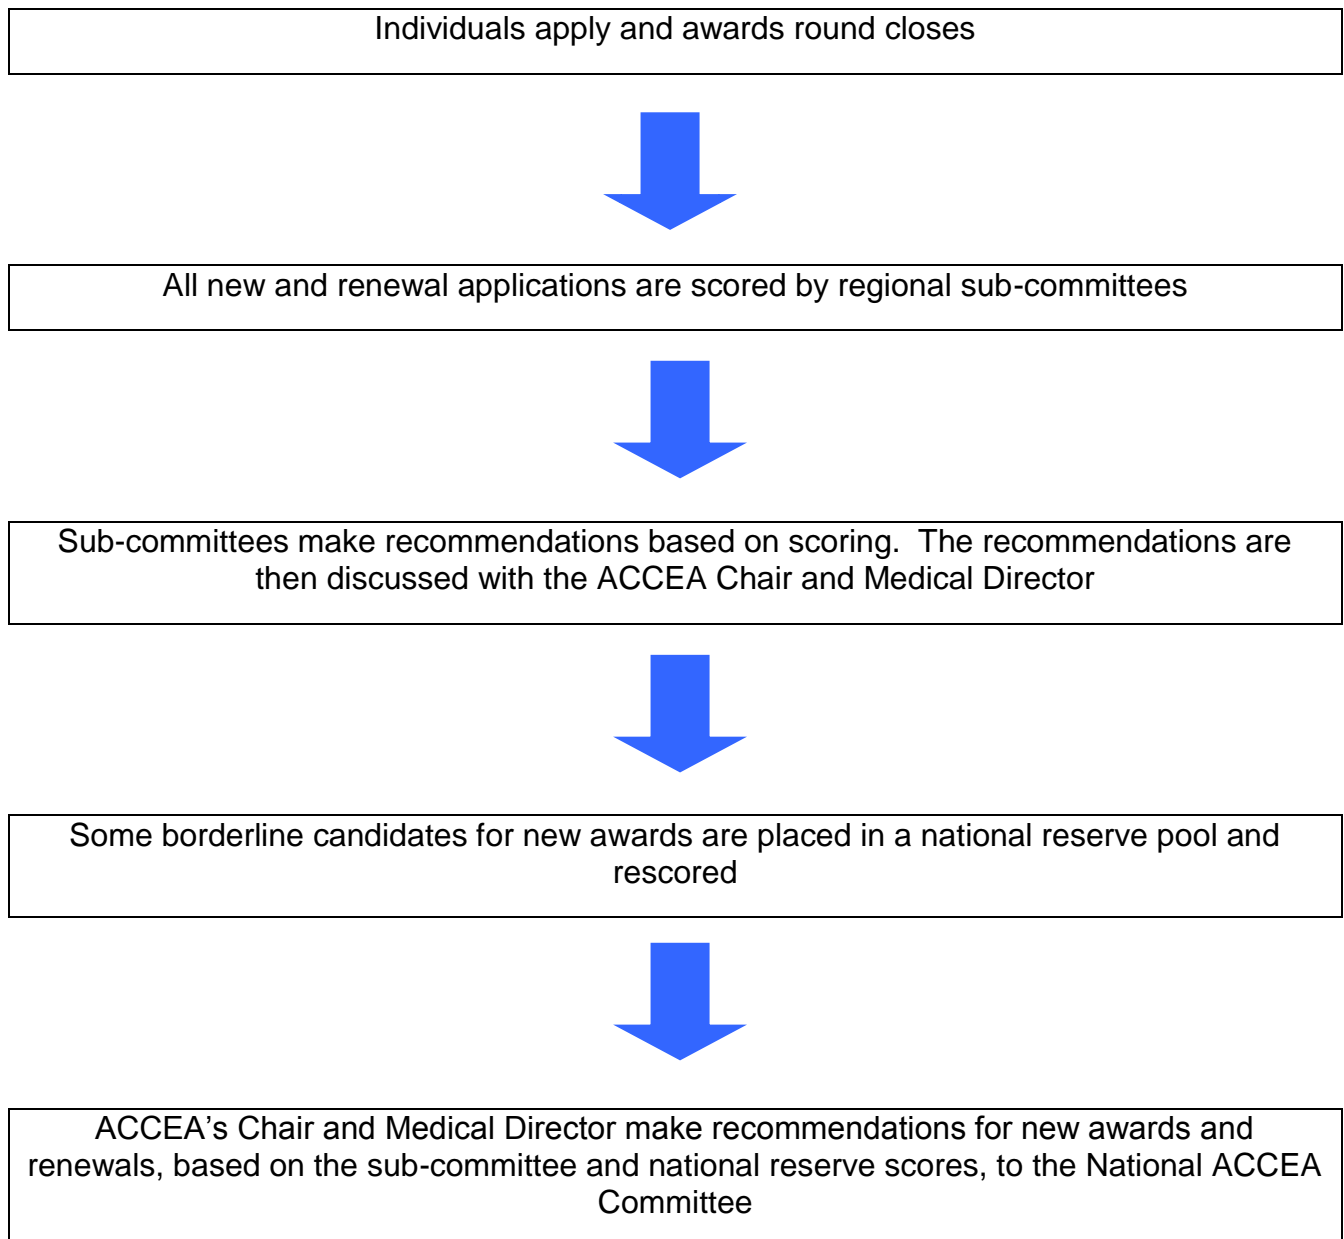 Individuals apply and awards round closes
All new and renewal applications are scored by regional sub-committees
Sub-committees make recommendations based on scoring.  The recommendations are
then discussed with the ACCEA Chair and Medical Director
Some borderline candidates for new awards are placed in a national reserve pool and
rescored
ACCEA’s Chair and Medical Director make recommendations for new awards and
renewals, based on the sub-committee and national reserve scores, to the National ACCEA
Committee